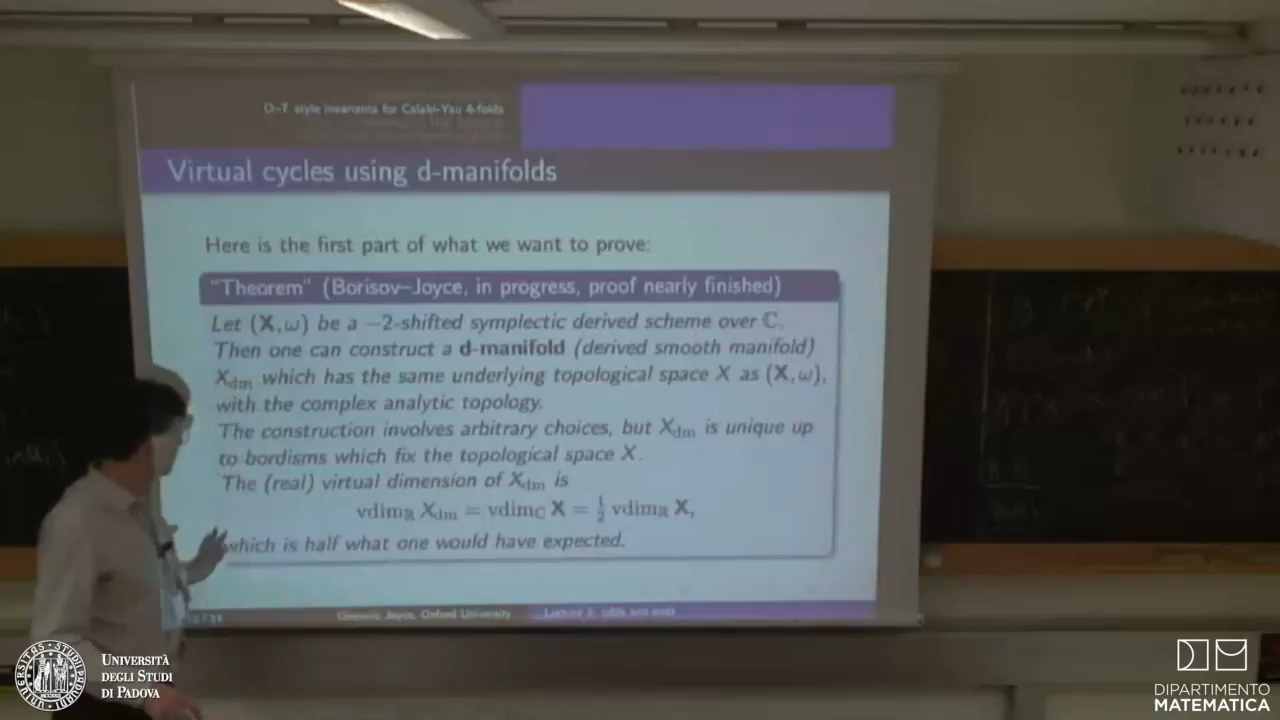 D–T style invariants for Calabi-Yau 4-folds
Virtual cycles using d-manifolds
Here is the first part of what we want to prove:
"Theorem" (Borisov–Joyce, in progress, proof nearly finished)
Let (X, ω) be a −2-shifted symplectic derived scheme over ℂ.
Then one can construct a d-manifold (derived smooth manifold)
X_dm which has the same underlying topological space X as (X, ω),
with the complex analytic topology.
The construction involves arbitrary choices, but X_dm is unique up
to bordisms which fix the topological space X.
The (real) virtual dimension of X_dm is
vdim_ℝ X_dm = vdim_ℂ X = ½ vdim_ℝ X,
which is half what one would have expected.
Joyce, Oxford University
Lecture
UNIVERSITÀ
DEGLI STUDI
DI PADOVA
DIPARTIMENTO
MATEMATICA